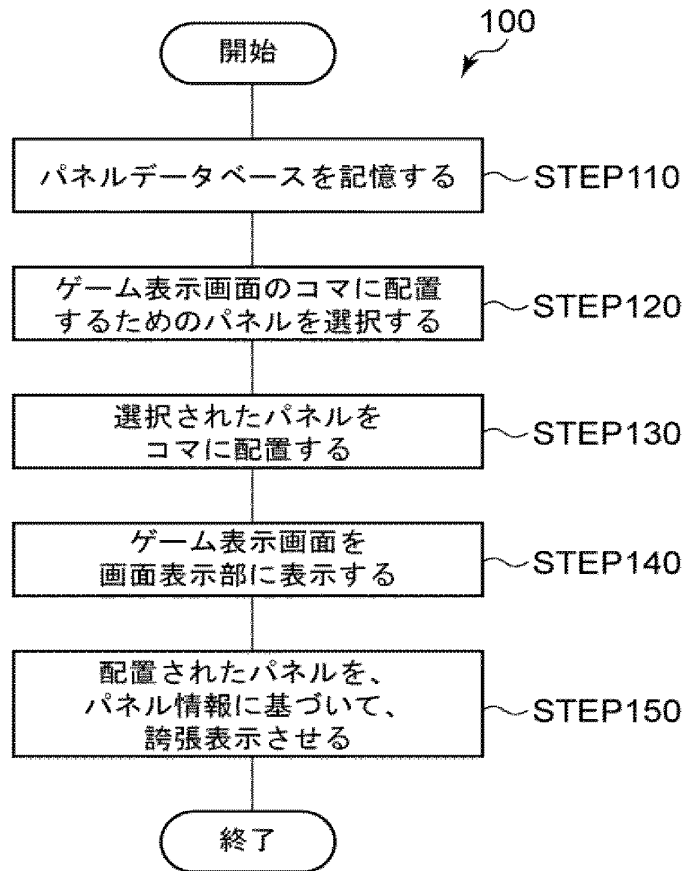 100
開始
パネルデータベースを記憶する
STEP110
ゲーム表示画面のコマに配置
するためのパネルを選択する
STEP120
選択されたパネルを
コマに配置する
STEP130
ゲーム表示画面を
画面表示部に表示する
STEP140
配置されたパネルを、
パネル情報に基づいて、
誇張表示させる
STEP150
終了